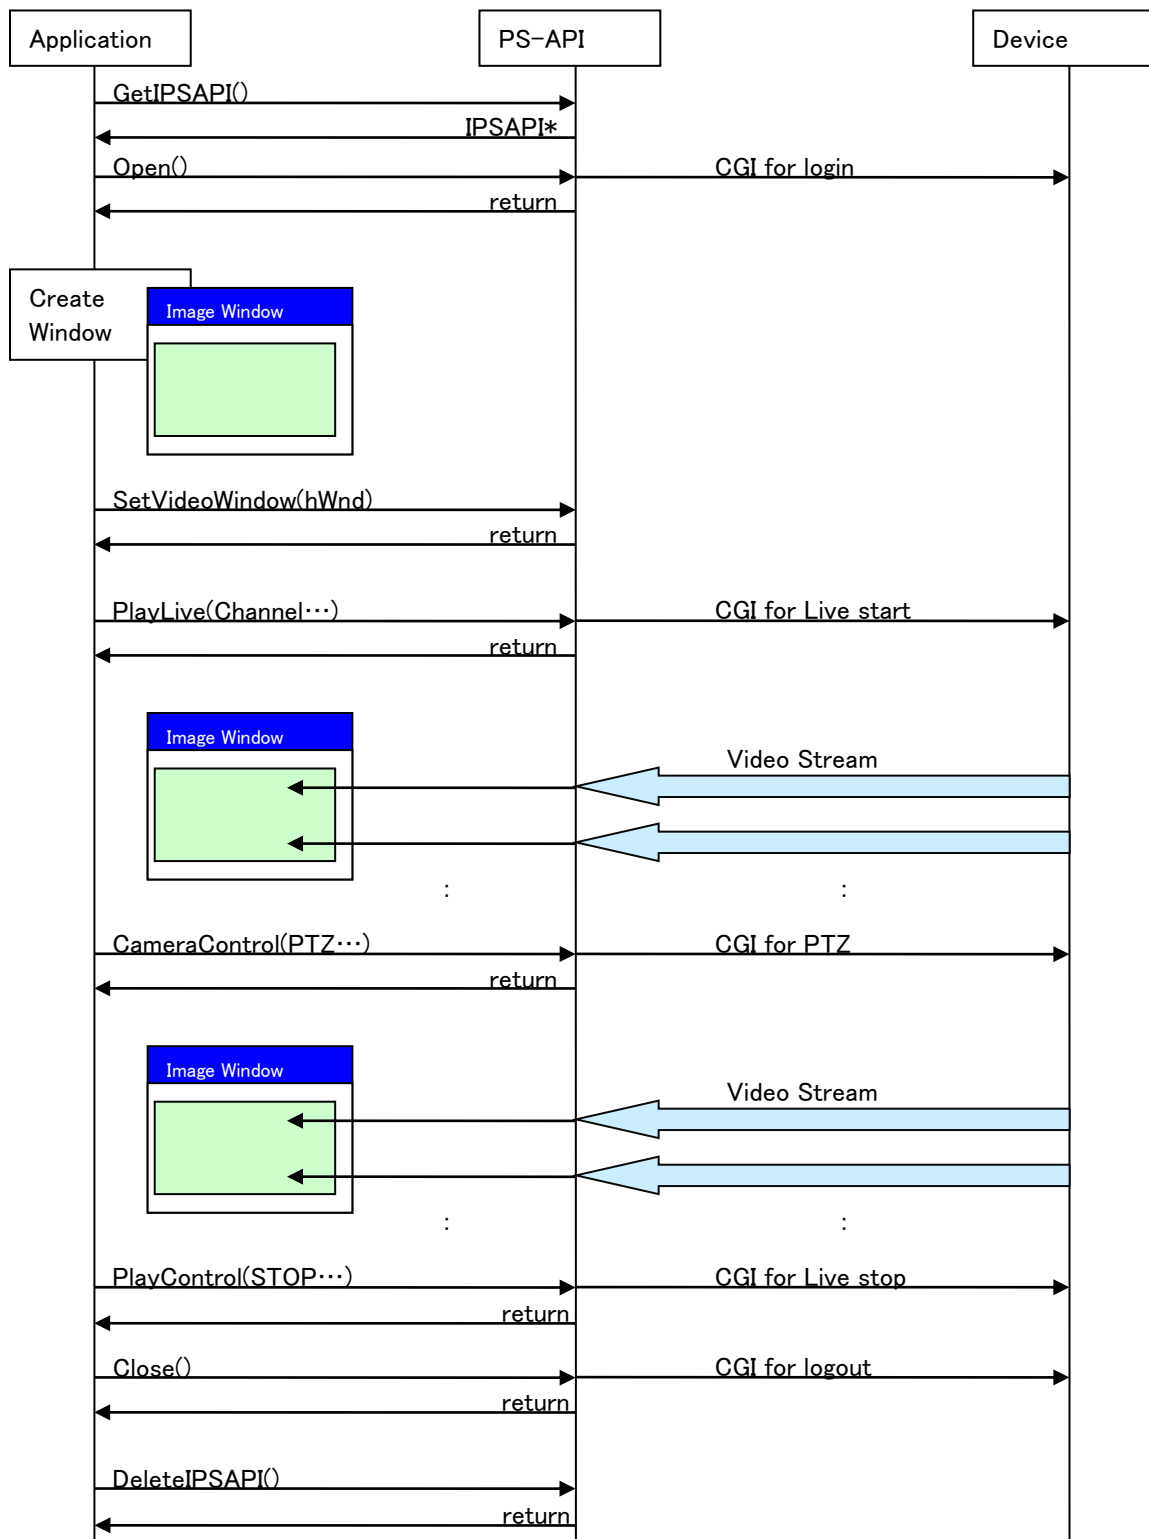 Application
PS-API
Device
GetIPSAPI()
IPSAPI*
Open()
CGI for login
return
Create
Window
Image Window
SetVideoWindow(hWnd)
return
PlayLive(Channel…)
CGI for Live start
return
Image Window
Video Stream
:
:
CameraControl(PTZ…)
CGI for PTZ
return
Image Window
Video Stream
:
:
PlayControl(STOP…)
CGI for Live stop
return
Close()
CGI for logout
return
DeleteIPSAPI()
return